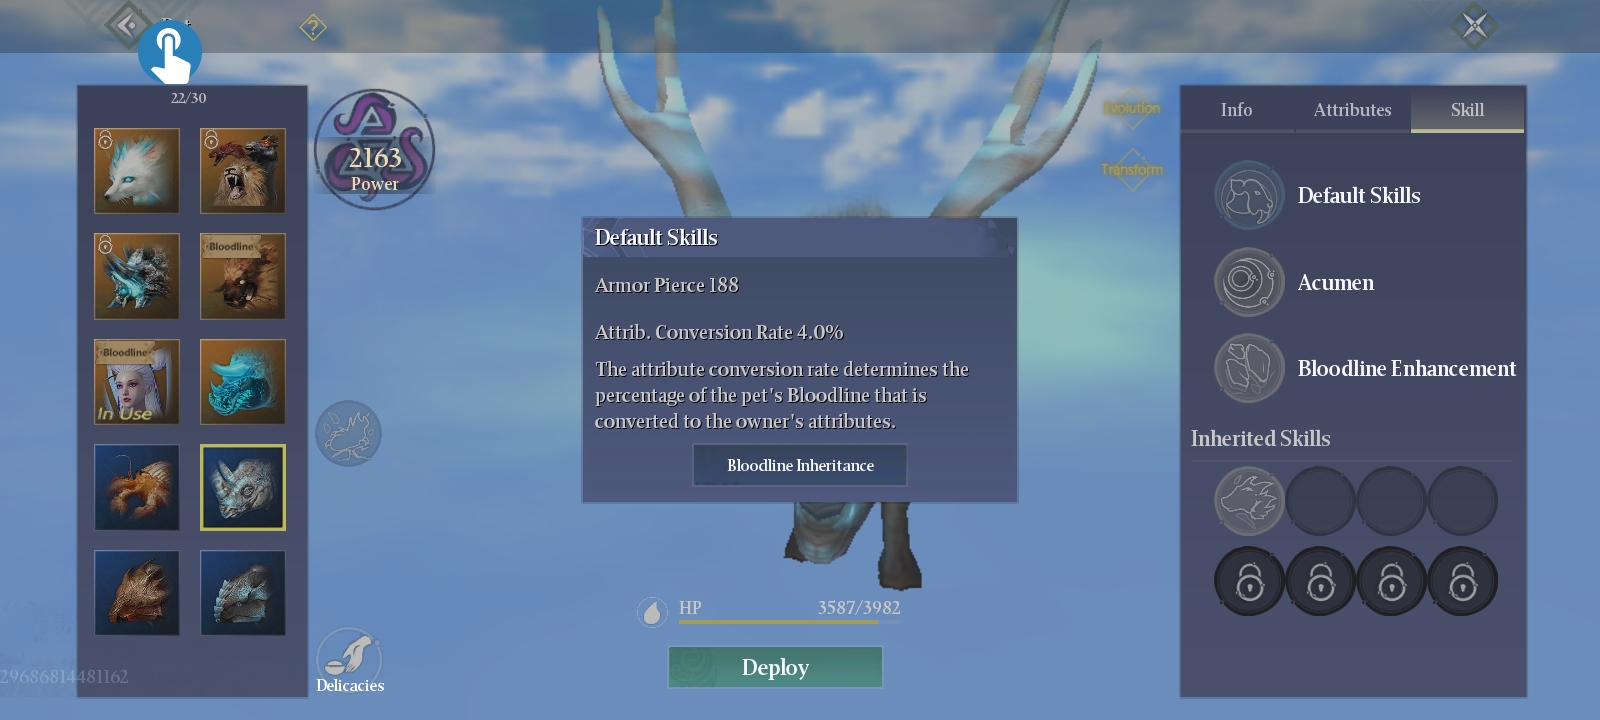 22/30
Bloodline
Bloodline
In Use
2163
Power
Evolution
Transform
Default Skills
Armor Pierce 188
Attrib. Conversion Rate 4.0%
The attribute conversion rate determines the
percentage of the pet's Bloodline that is
converted to the owner's attributes.
Bloodline Inheritance
HP 3587/3982
Deploy
Delicacies
29686814481162
Info Attributes Skill
Default Skills
Acumen
Bloodline Enhancement
Inherited Skills